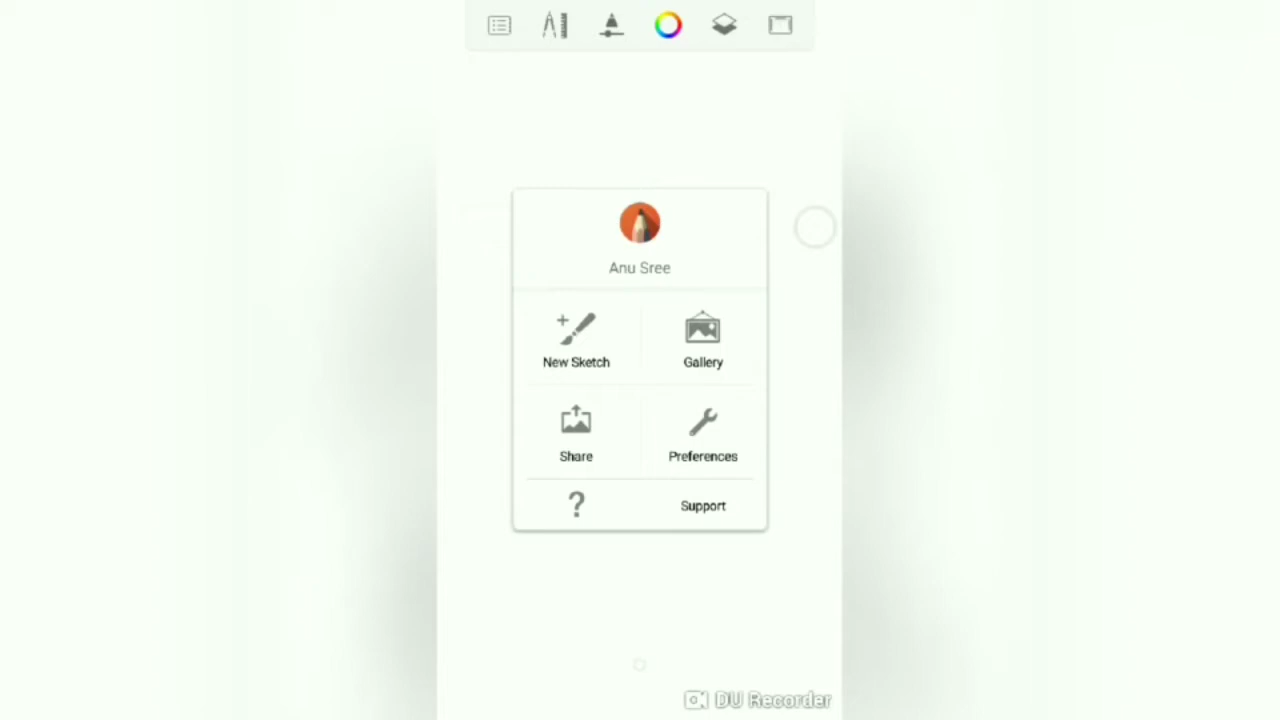 Anu Sree
New Sketch
Gallery
Share
Preferences
?
Support
DU Recorder